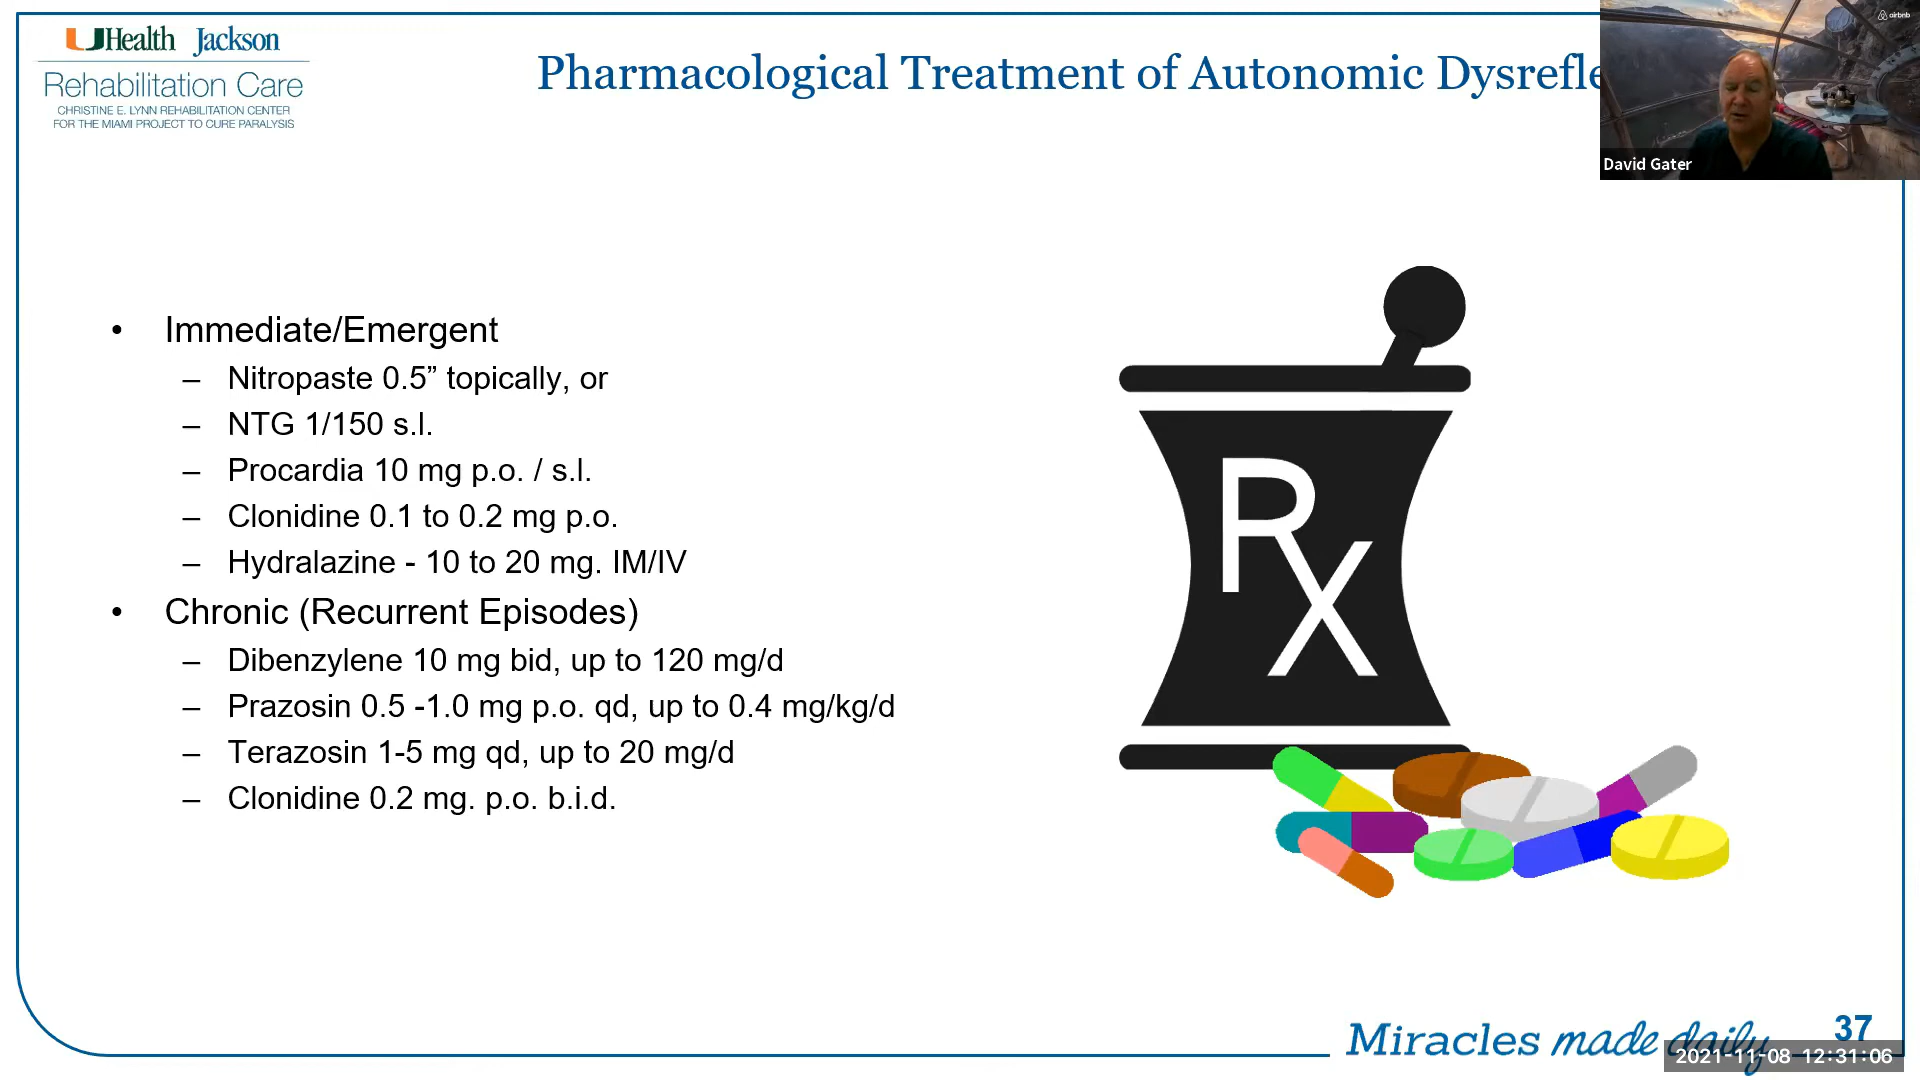 UHealth Jackson
Rehabilitation Care
CHRISTINE E. LYNN REHABILITATION CENTER
FOR THE MIAMI PROJECT TO CURE PARALYSIS
Pharmacological Treatment of Autonomic Dysrefle
airbnb
David Gater
• Immediate/Emergent
– Nitropaste 0.5” topically, or
– NTG 1/150 s.l.
– Procardia 10 mg p.o. / s.l.
– Clonidine 0.1 to 0.2 mg p.o.
– Hydralazine - 10 to 20 mg. IM/IV
• Chronic (Recurrent Episodes)
– Dibenzylene 10 mg bid, up to 120 mg/d
– Prazosin 0.5 -1.0 mg p.o. qd, up to 0.4 mg/kg/d
– Terazosin 1-5 mg qd, up to 20 mg/d
– Clonidine 0.2 mg. p.o. b.i.d.
RX
Miracles made daily
37
2021-11-08 12:31:06